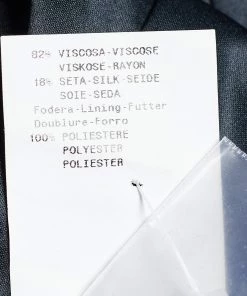 82% VISCOSA-VISCOSE
VISKOSE-RAYON
18% SETA-SILK-SEIDE
SOIE-SEDA
Fodera-Lining-Futter
Doublure-Forro
100% POLIESTERE
POLYESTER
POLIESTER